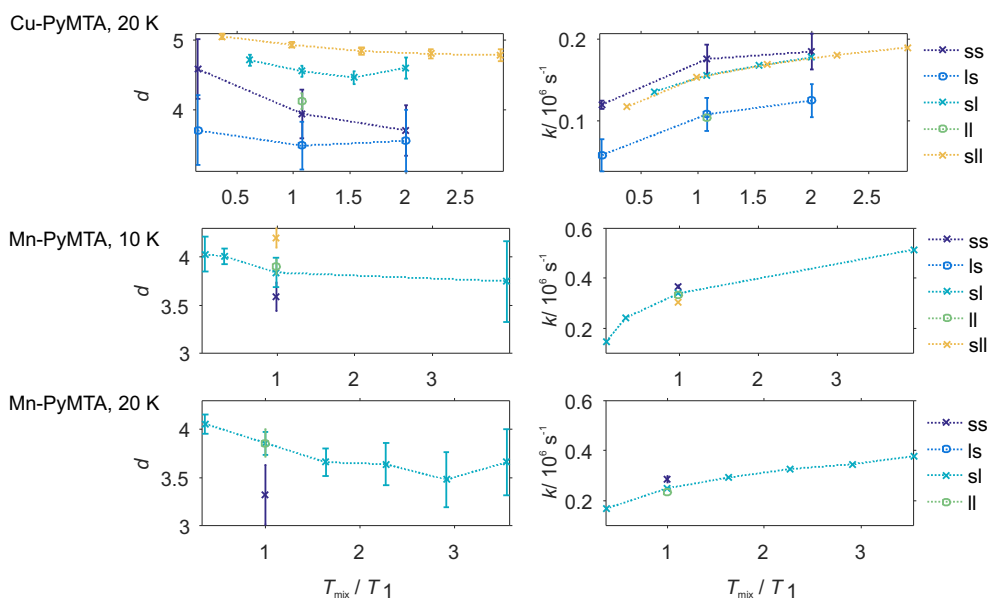 Cu-PyMTA, 20 K
5
4
d
0.5
1
1.5
2
2.5
0.2
0.1
k/ 10⁶ s⁻¹
0.5
1
1.5
2
2.5
ss
ls
sl
ll
sll
Mn-PyMTA, 10 K
4
3.5
3
d
1
2
3
0.6
0.4
0.2
k/ 10⁶ s⁻¹
1
2
3
ss
ls
sl
ll
sll
Mn-PyMTA, 20 K
4
3.5
3
d
1
2
3
T_mix / T1
0.6
0.4
0.2
k/ 10⁶ s⁻¹
1
2
3
T_mix / T1
ss
ls
sl
ll